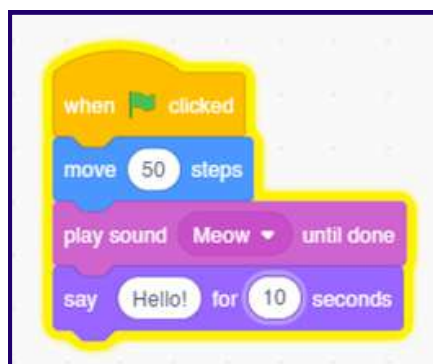 when clicked
move 50 steps
play sound Meow until done
say Hello! for 10 seconds